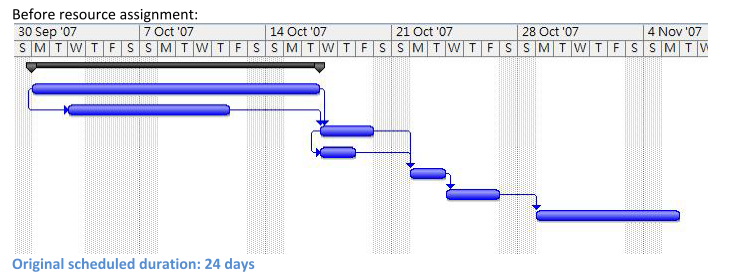 Before resource assignment:
30 Sep '07 7 Oct '07 14 Oct '07 21 Oct '07 28 Oct '07 4 Nov '07
S M T W T F S S M T W T F S S M T W T F S S M T W T F S S M T W T F S S M T W
Original scheduled duration: 24 days